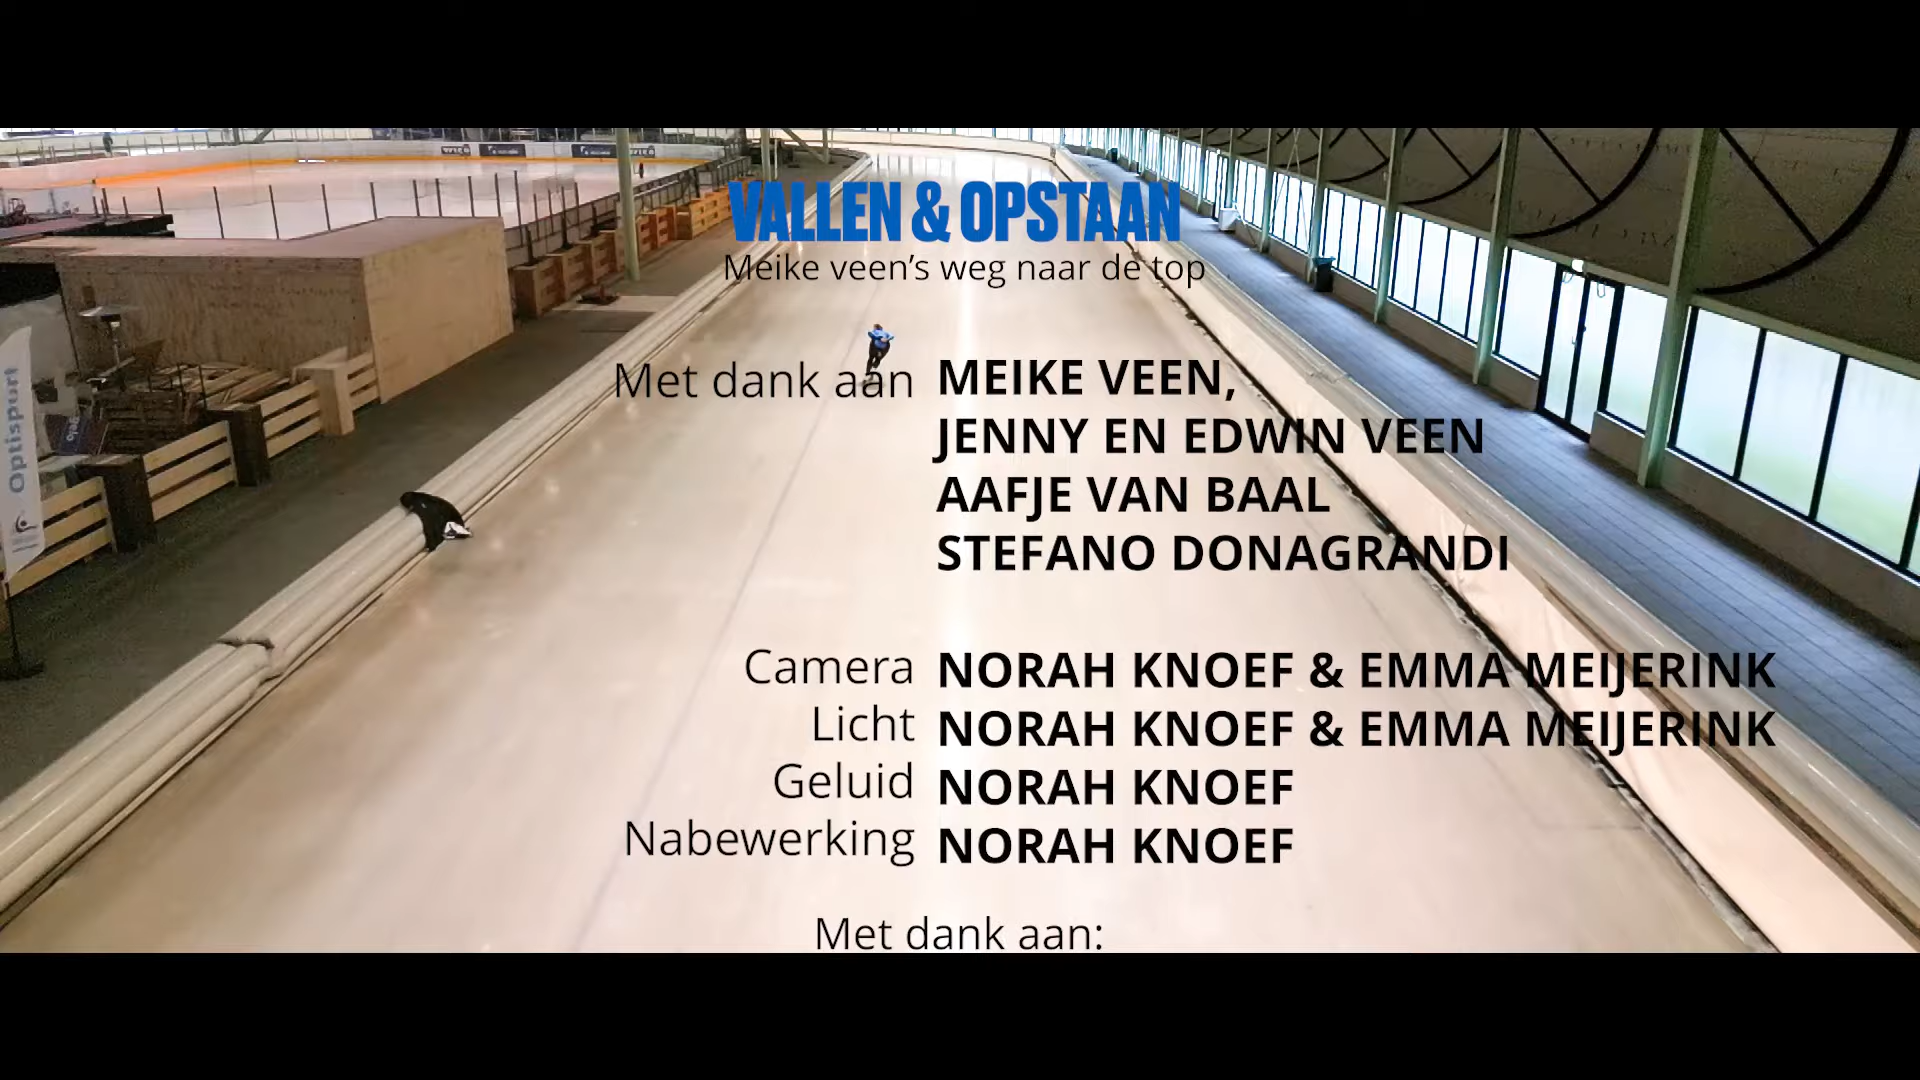 VALLEN & OPSTAAN
Meike veen’s weg naar de top
Met dank aan MEIKE VEEN,
JENNY EN EDWIN VEEN
AAFJE VAN BAAL
STEFANO DONAGRANDI
Camera NORAH KNOEF & EMMA MEIJERINK
Licht NORAH KNOEF & EMMA MEIJERINK
Geluid NORAH KNOEF
Nabewerking NORAH KNOEF
Met dank aan:
Optisport